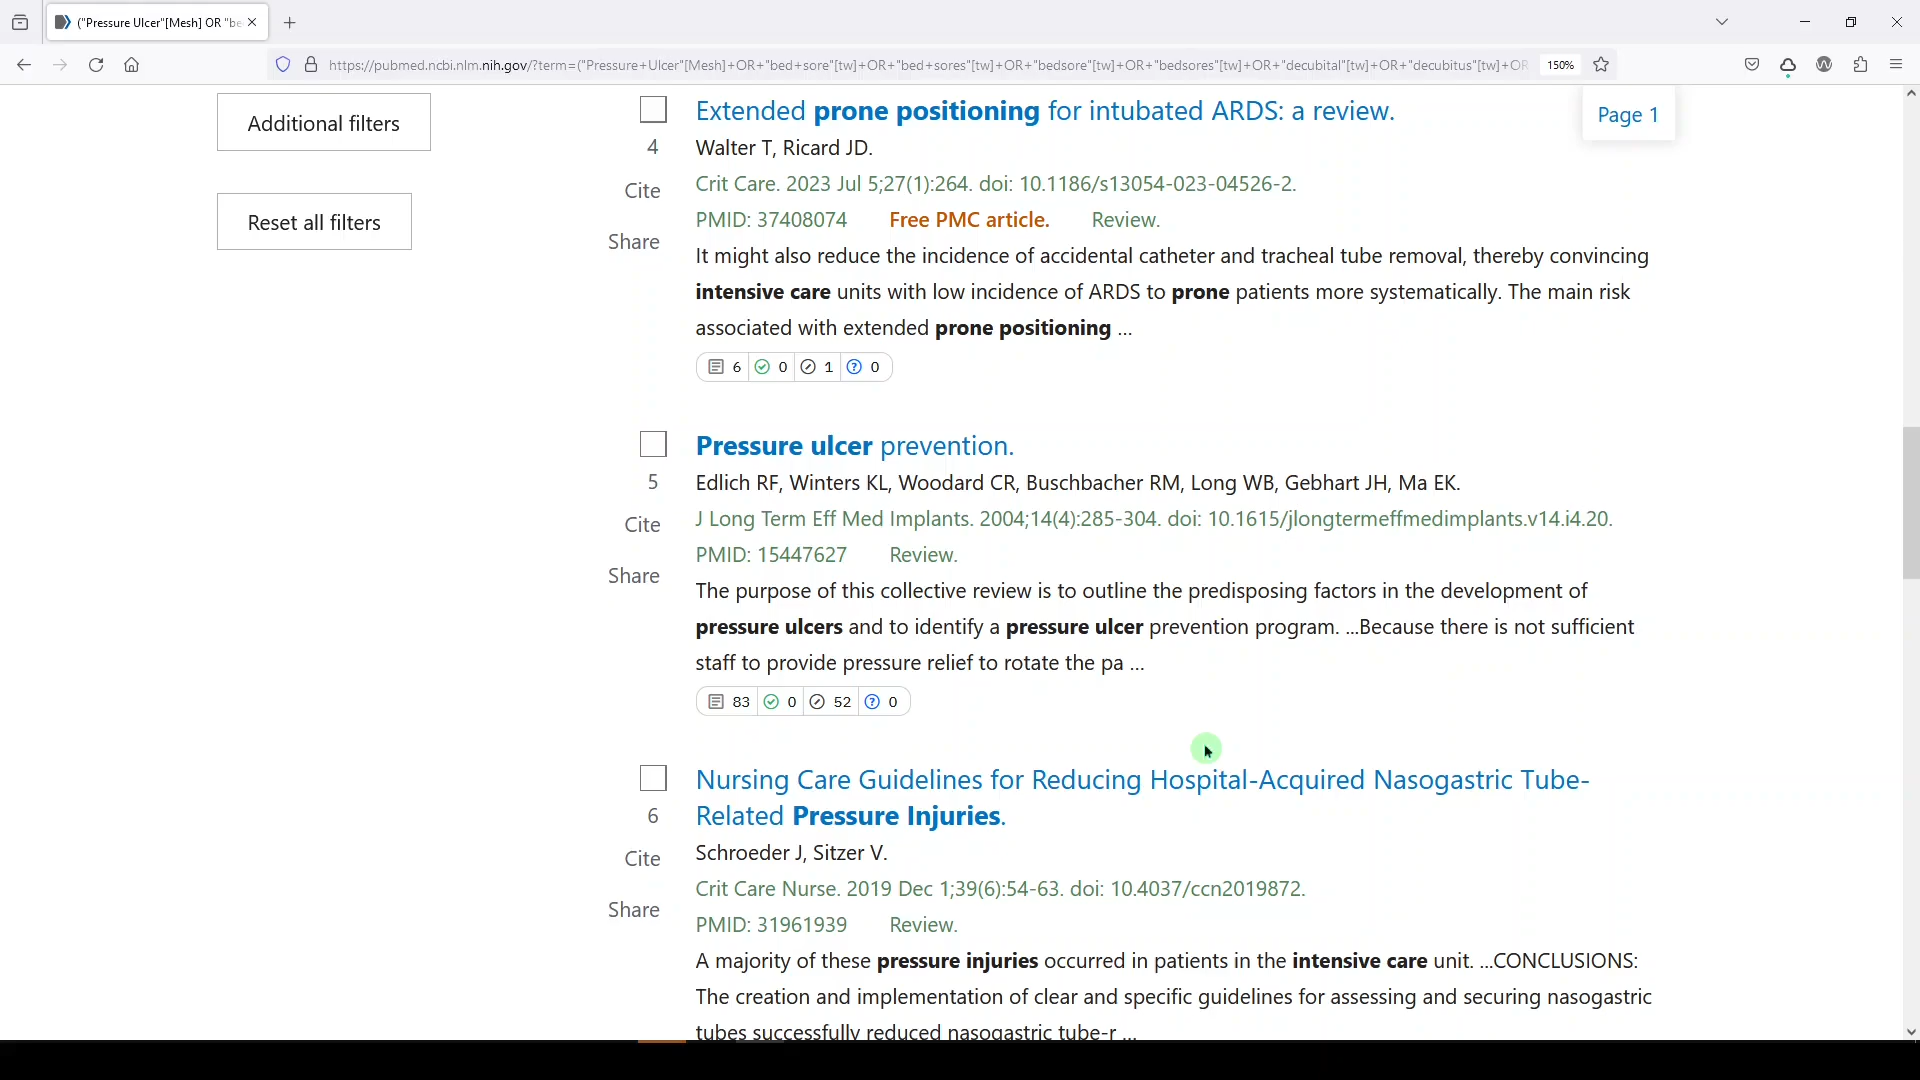 ("Pressure Ulcer"[Mesh] OR "be
https://pubmed.ncbi.nlm.nih.gov/?term=("Pressure+Ulcer"[Mesh]+OR+"bed+sore"[tw]+OR+"bed+sores"[tw]+OR+"bedsore"[tw]+OR+"bedsores"[tw]+OR+"decubital"[tw]+OR+"decubitus"[tw]+OR
150%
Additional filters
Reset all filters
Page 1
Extended prone positioning for intubated ARDS: a review.
4
Walter T, Ricard JD.
Cite
Crit Care. 2023 Jul 5;27(1):264. doi: 10.1186/s13054-023-04526-2.
PMID: 37408074 Free PMC article. Review.
Share
It might also reduce the incidence of accidental catheter and tracheal tube removal, thereby convincing
intensive care units with low incidence of ARDS to prone patients more systematically. The main risk
associated with extended prone positioning ...
6 0 1 0
Pressure ulcer prevention.
5
Edlich RF, Winters KL, Woodard CR, Buschbacher RM, Long WB, Gebhart JH, Ma EK.
Cite
J Long Term Eff Med Implants. 2004;14(4):285-304. doi: 10.1615/jlongtermeffmedimplants.v14.i4.20.
PMID: 15447627 Review.
Share
The purpose of this collective review is to outline the predisposing factors in the development of
pressure ulcers and to identify a pressure ulcer prevention program. ...Because there is not sufficient
staff to provide pressure relief to rotate the pa ...
83 0 52 0
Nursing Care Guidelines for Reducing Hospital-Acquired Nasogastric Tube-
Related Pressure Injuries.
6
Schroeder J, Sitzer V.
Cite
Crit Care Nurse. 2019 Dec 1;39(6):54-63. doi: 10.4037/ccn2019872.
PMID: 31961939 Review.
Share
A majority of these pressure injuries occurred in patients in the intensive care unit. ...CONCLUSIONS:
The creation and implementation of clear and specific guidelines for assessing and securing nasogastric
tubes successfully reduced nasogastric tube-r ...